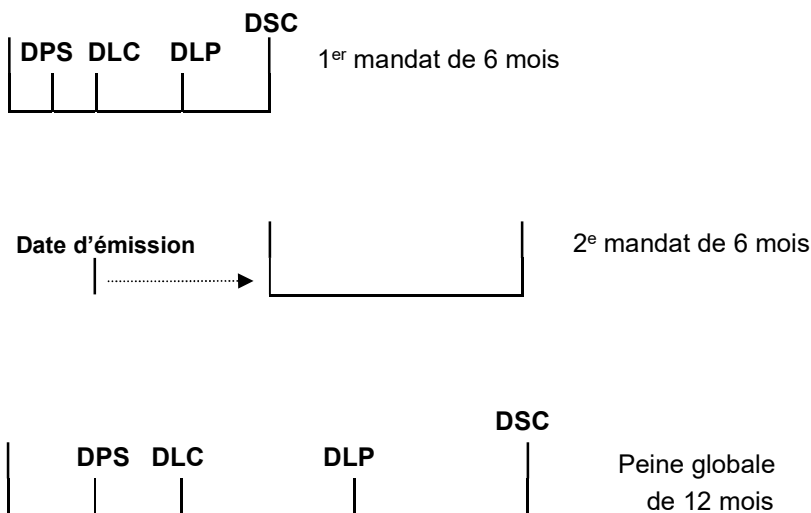 DSC
DPS DLC DLP 1er mandat de 6 mois
Date d’émission 2e mandat de 6 mois
DSC
DPS DLC DLP Peine globale
de 12 mois